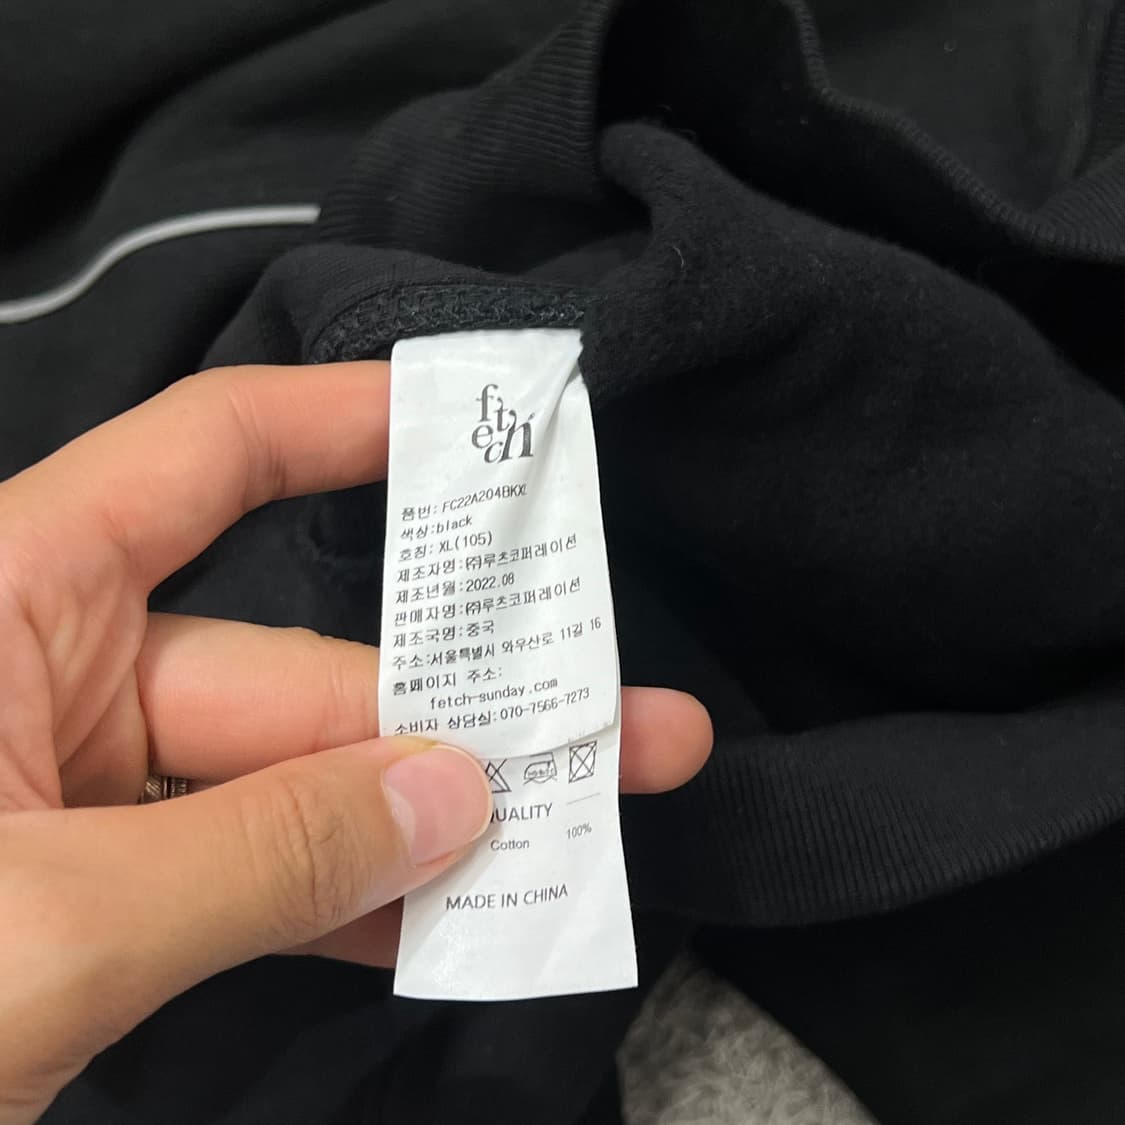 fetch
품번: FC22A204BKXL
색상:black
호칭: XL(105)
제조자명:㈜루츠코퍼레이션
제조년월:2022.08
판매자명:㈜루츠코퍼레이션
제조국명:중국
주소:서울특별시 와우산로 11길 16
홈페이지 주소:
fetch-sunday.com
소비자 상담실:070-7566-7273
Cotton 100%
MADE IN CHINA